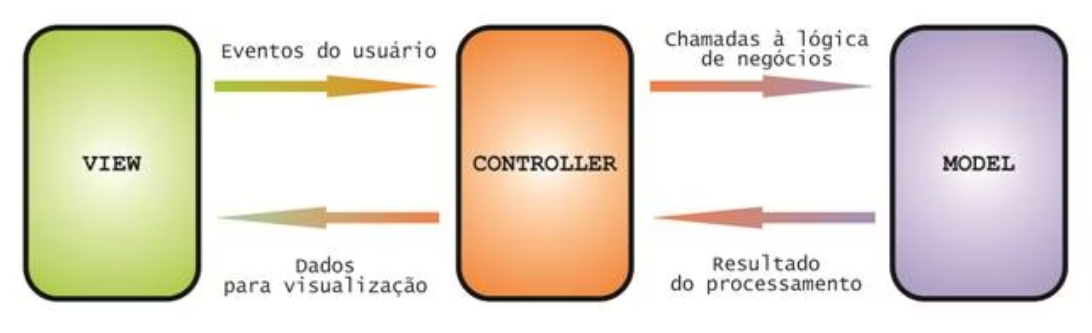 Eventos do usuário
Chamadas à lógica
de negócios
VIEW
CONTROLLER
MODEL
Dados
para visualização
Resultado
do processamento